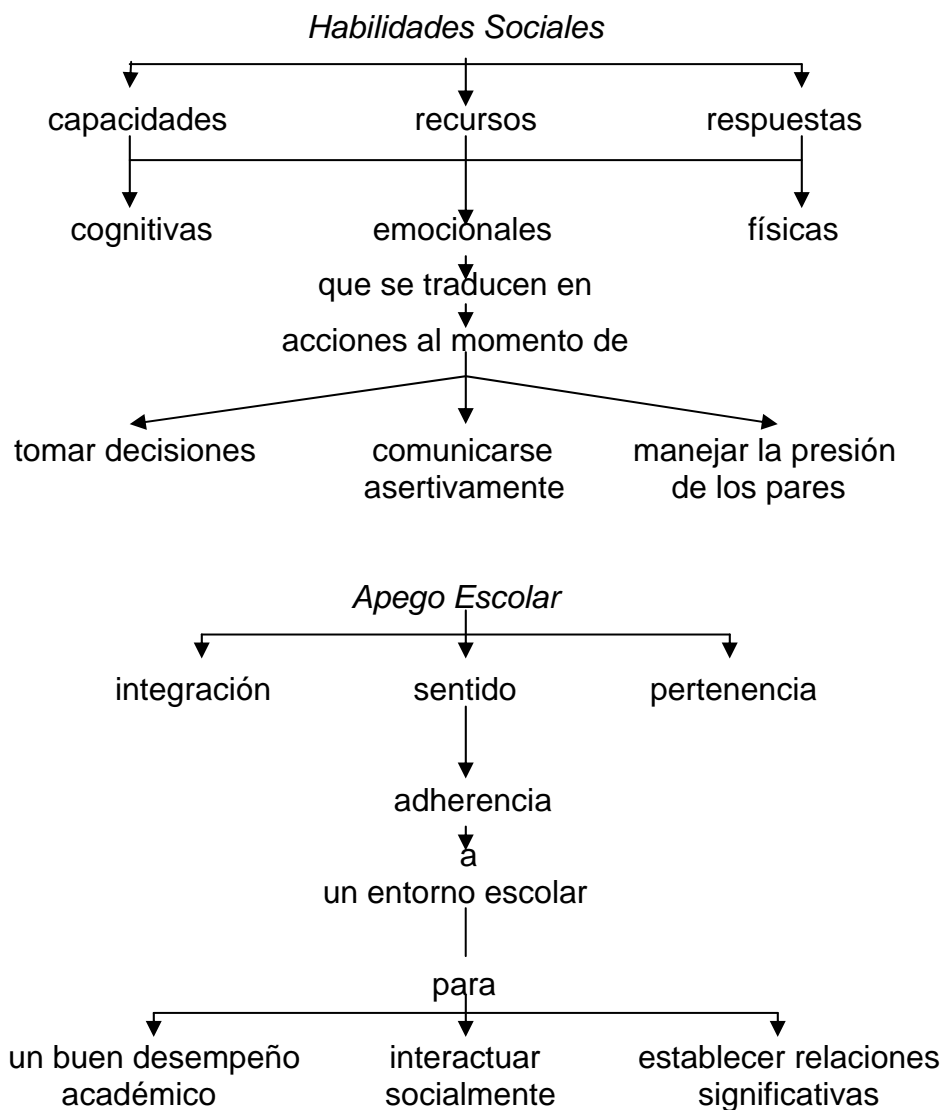 Habilidades Sociales
capacidades recursos respuestas
cognitivas emocionales físicas
que se traducen en
acciones al momento de
tomar decisiones comunicarse manejar la presión
asertivamente de los pares
Apego Escolar
integración sentido pertenencia
adherencia
a
un entorno escolar
para
un buen desempeño interactuar establecer relaciones
académico socialmente significativas